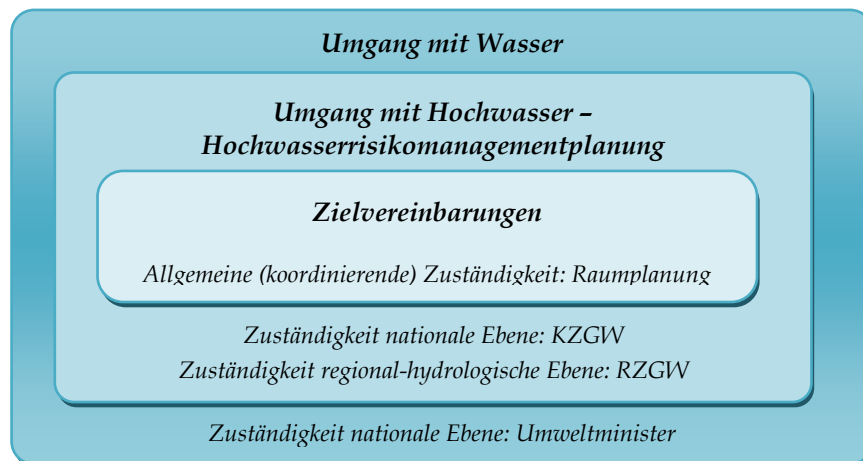 Umgang mit Wasser
Umgang mit Hochwasser –
Hochwasserrisikomanagementplanung
Zielvereinbarungen
Allgemeine (koordinierende) Zuständigkeit: Raumplanung
Zuständigkeit nationale Ebene: KZGW
Zuständigkeit regional-hydrologische Ebene: RZGW
Zuständigkeit nationale Ebene: Umweltminister